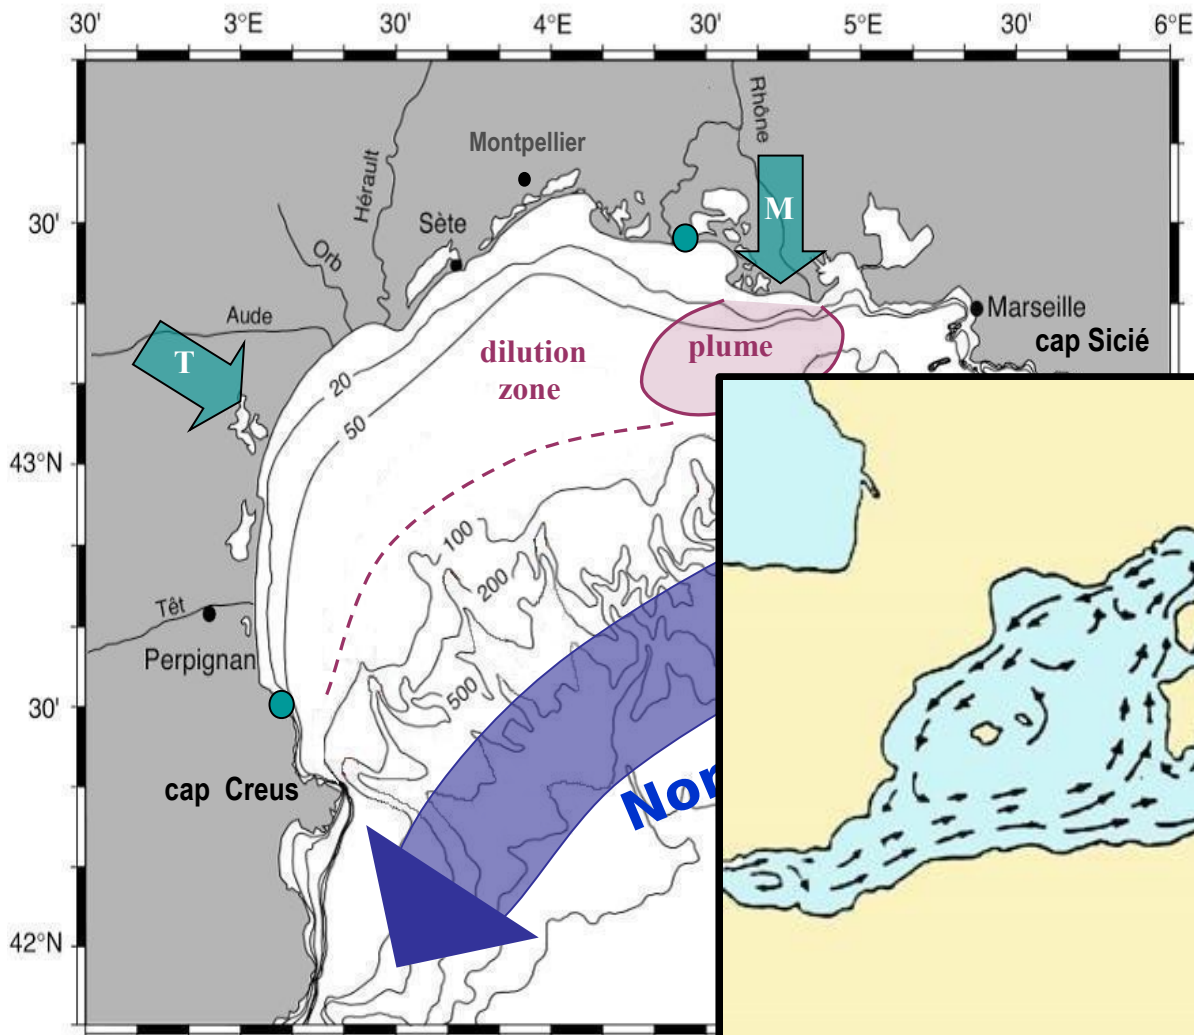 30'
3°E
30'
4°E
30'
5°E
30'
6°E
Rhône
Montpellier
Hérault
M
30'
Sète
Orb
Marseille
Aude
cap Sicié
T
dilution
zone
plume
20
50
43°N
100
200
Têt
Perpignan
500
30'
cap Creus
Nor
42°N